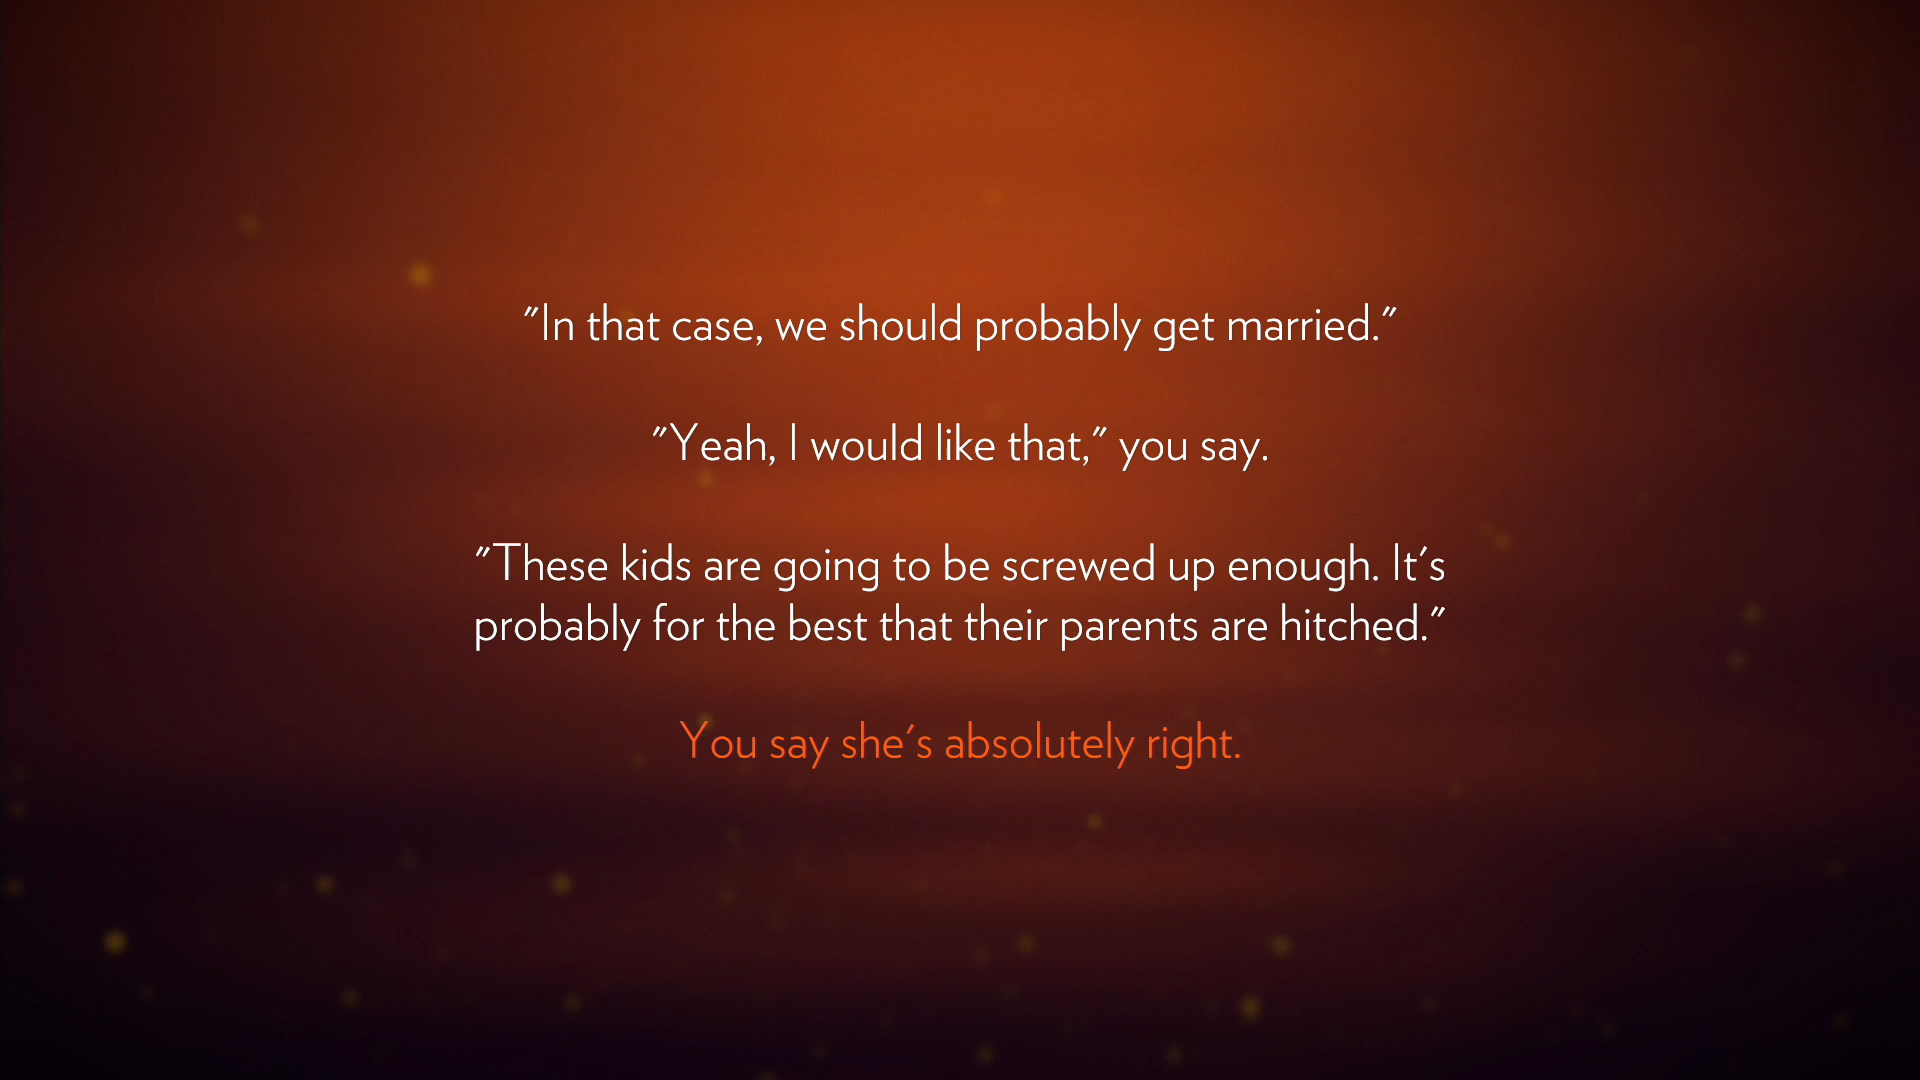 "In that case, we should probably get married."
"Yeah, I would like that," you say.
"These kids are going to be screwed up enough. It's
probably for the best that their parents are hitched."
You say she's absolutely right.